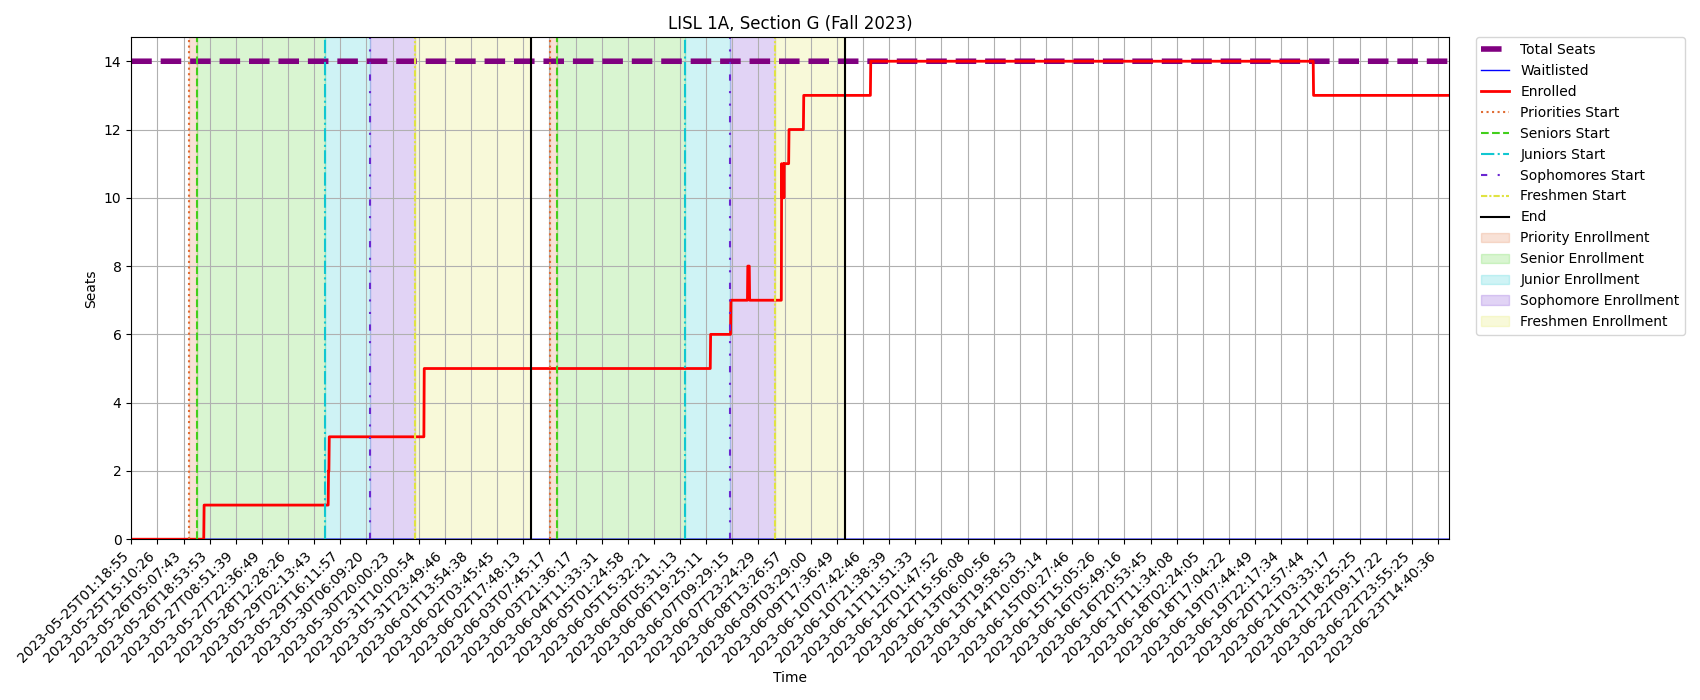 LISL 1A, Section G (Fall 2023)
14
12
10
8
6
4
2
0
Seats
2023-05-25T01:18:55
2023-05-25T15:10:26
2023-05-26T05:07:43
2023-05-26T18:53:53
2023-05-27T08:51:39
2023-05-27T22:36:49
2023-05-28T12:28:26
2023-05-29T02:13:43
2023-05-29T16:11:57
2023-05-30T06:09:20
2023-05-30T20:00:23
2023-05-31T10:00:54
2023-05-31T23:49:46
2023-06-01T13:54:38
2023-06-02T03:45:45
2023-06-02T17:48:13
2023-06-03T07:45:17
2023-06-03T21:36:17
2023-06-04T11:33:31
2023-06-05T01:24:58
2023-06-05T15:32:21
2023-06-06T05:31:13
2023-06-06T19:25:11
2023-06-07T09:29:15
2023-06-07T23:24:29
2023-06-08T13:26:57
2023-06-09T03:29:00
2023-06-09T17:36:49
2023-06-10T07:42:46
2023-06-10T21:38:39
2023-06-11T11:51:33
2023-06-12T01:47:52
2023-06-12T15:56:08
2023-06-13T06:00:56
2023-06-13T19:58:53
2023-06-14T10:05:14
2023-06-15T00:27:46
2023-06-15T15:05:26
2023-06-16T05:49:16
2023-06-16T20:53:45
2023-06-17T11:34:08
2023-06-18T02:24:05
2023-06-18T17:04:22
2023-06-19T07:44:49
2023-06-19T22:17:34
2023-06-20T12:57:44
2023-06-21T03:33:17
2023-06-21T18:25:25
2023-06-22T09:17:22
2023-06-22T23:55:25
2023-06-23T14:40:36
Time
Total Seats
Waitlisted
Enrolled
Priorities Start
Seniors Start
Juniors Start
Sophomores Start
Freshmen Start
End
Priority Enrollment
Senior Enrollment
Junior Enrollment
Sophomore Enrollment
Freshmen Enrollment